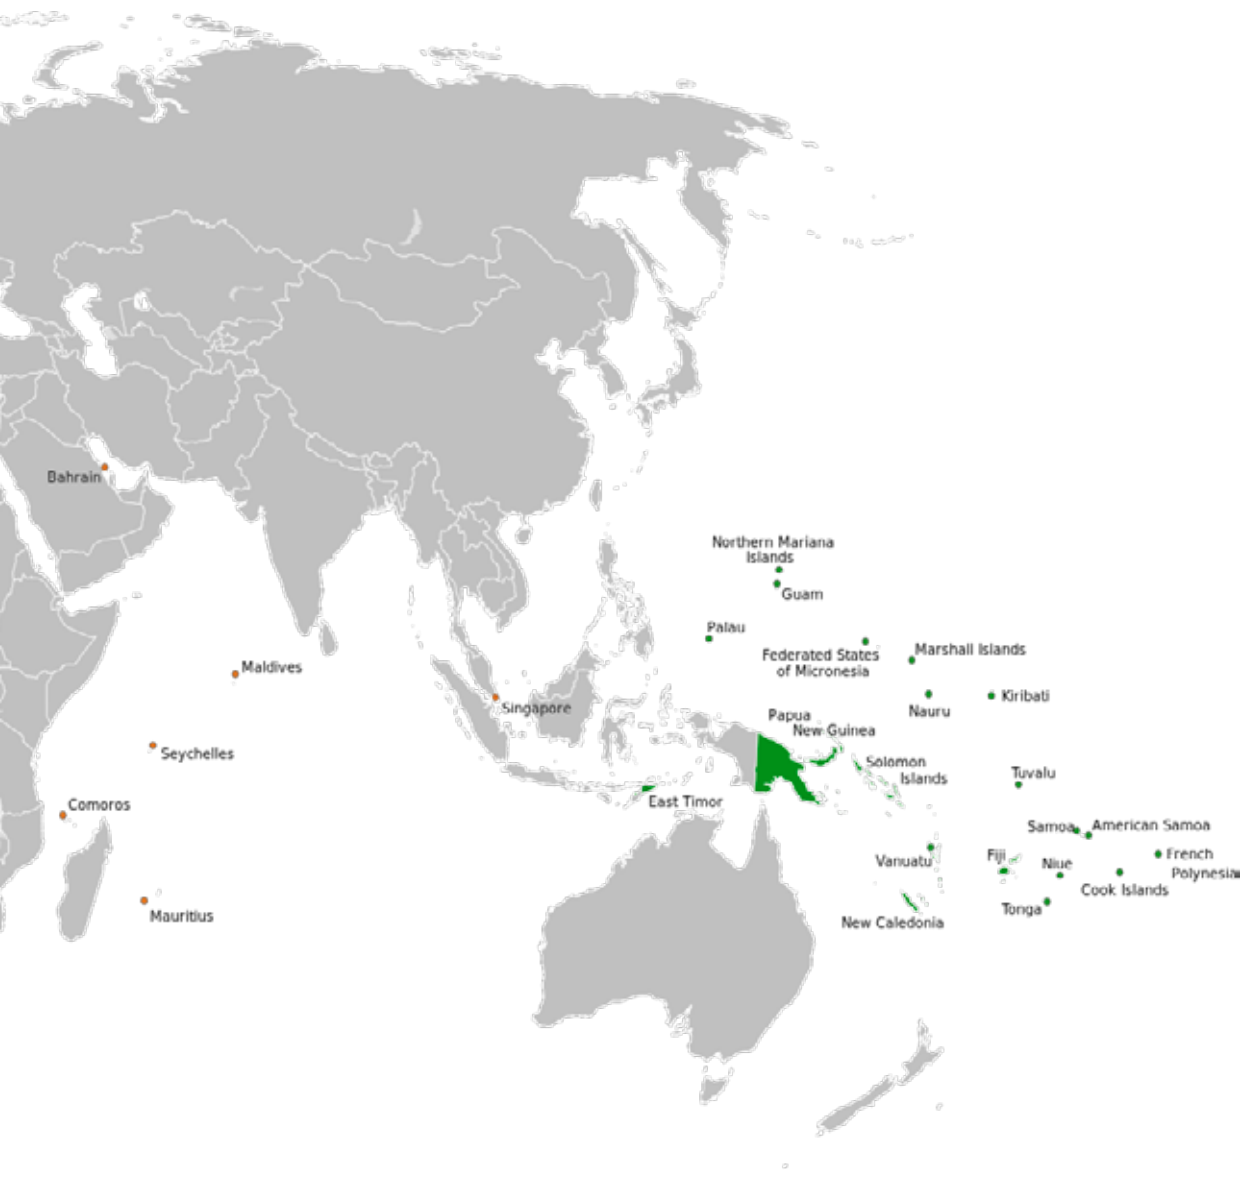 Bahrain
Northern Mariana
Islands
Guam
Palau
Federated States
of Micronesia
Marshall Islands
Maldives
Kiribati
Singapore
Nauru
Papua
New Guinea
Seychelles
Solomon
Islands
Tuvalu
East Timor
Comoros
Samoa
American Samoa
Vanuatu
Fiji
Niue
French
Polynesia
Cook Islands
Mauritius
Tonga
New Caledonia